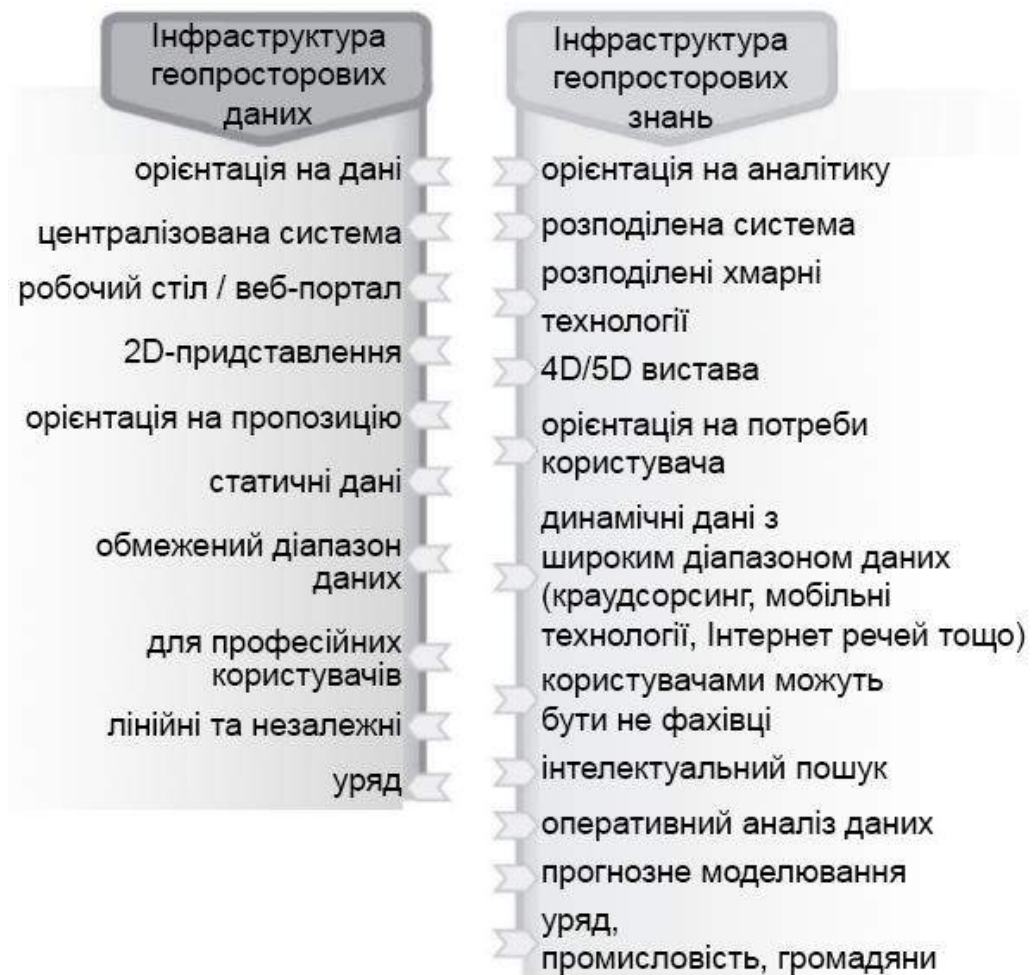 Інфраструктура
геопросторових
даних
орієнтація на дані
централізована система
робочий стіл / веб-портал
2D-придставлення
орієнтація на пропозицію
статичні дані
обмежений діапазон
даних
для професійних
користувачів
лінійні та незалежні
уряд
Інфраструктура
геопросторових
знань
орієнтація на аналітику
розподілена система
розподілені хмарні
технології
4D/5D вистава
орієнтація на потреби
користувача
динамічні дані з
широким діапазоном даних
(краудсорсинг, мобільні
технології, Інтернет речей тощо)
користувачами можуть
бути не фахівці
інтелектуальний пошук
оперативний аналіз даних
прогнозне моделювання
уряд,
промисловість, громадяни